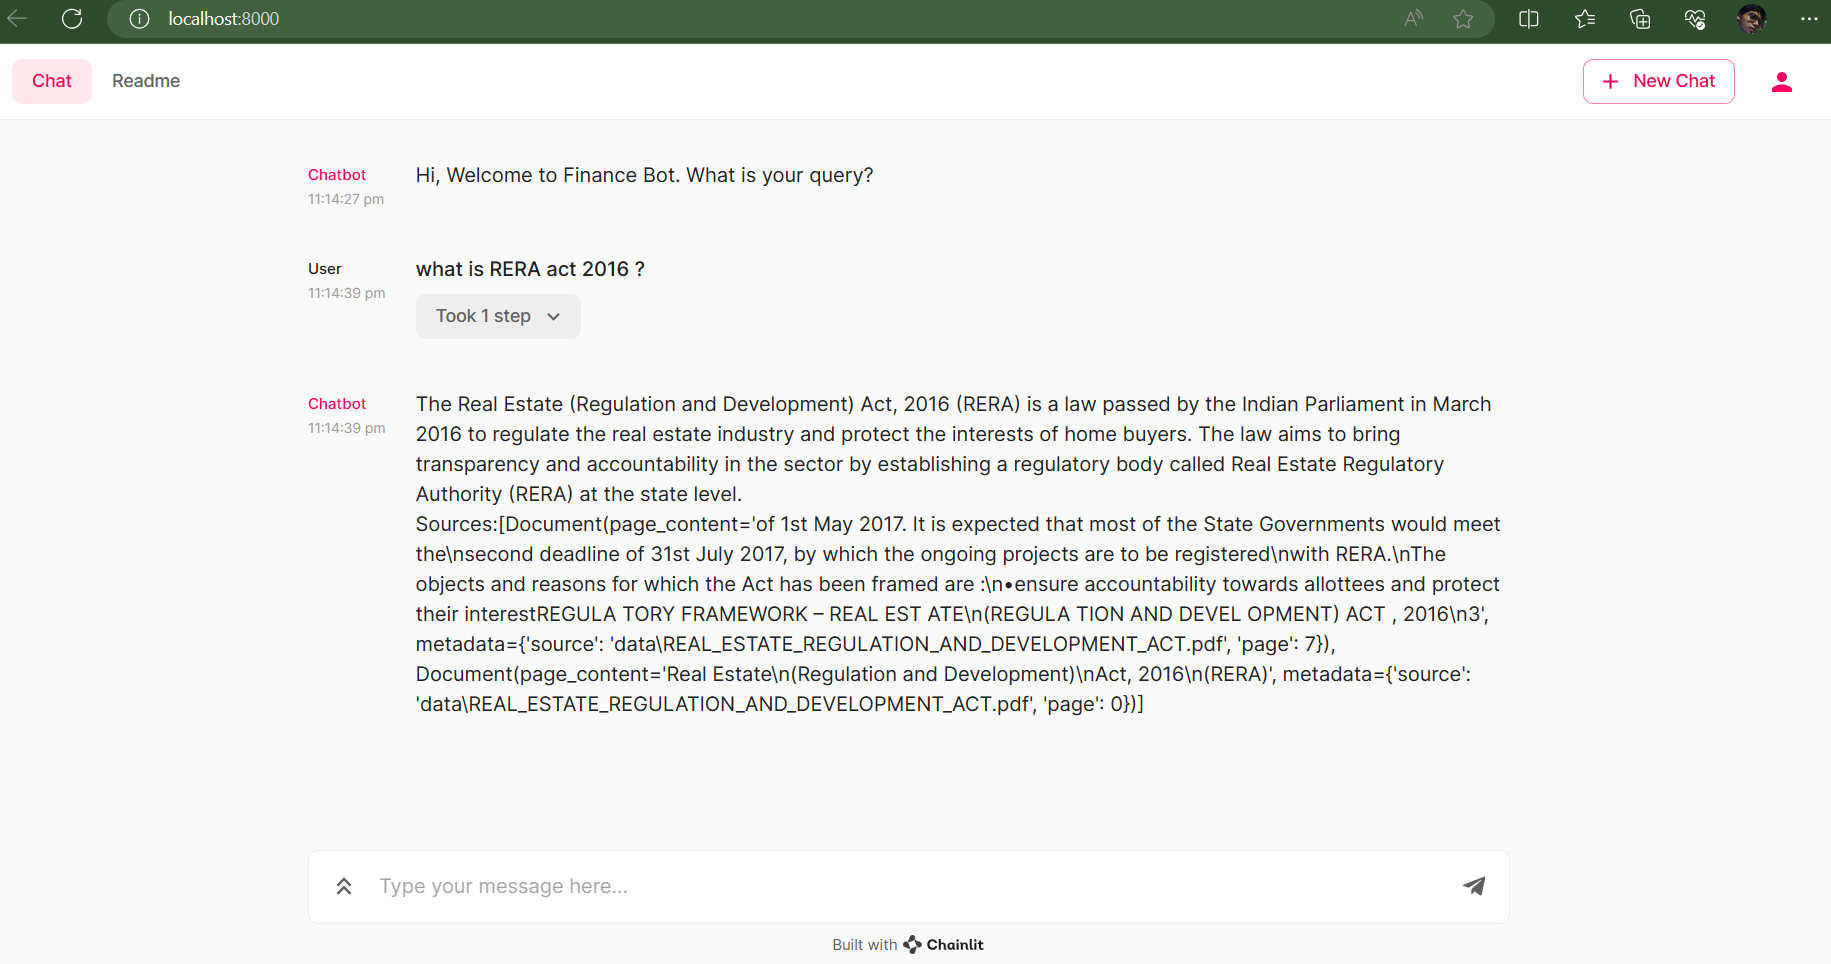 localhost:8000
Chat
Readme
New Chat
Chatbot
11:14:27 pm
Hi, Welcome to Finance Bot. What is your query?
User
11:14:39 pm
what is RERA act 2016 ?
Took 1 step
Chatbot
11:14:39 pm
The Real Estate (Regulation and Development) Act, 2016 (RERA) is a law passed by the Indian Parliament in March
2016 to regulate the real estate industry and protect the interests of home buyers. The law aims to bring
transparency and accountability in the sector by establishing a regulatory body called Real Estate Regulatory
Authority (RERA) at the state level.
Sources:[Document(page_content='of 1st May 2017. It is expected that most of the State Governments would meet
the\nsecond deadline of 31st July 2017, by which the ongoing projects are to be registered\nwith RERA.\nThe
objects and reasons for which the Act has been framed are :\n•ensure accountability towards allottees and protect
their interestREGULA TORY FRAMEWORK – REAL EST ATE\n(REGULA TION AND DEVEL OPMENT) ACT , 2016\n3',
metadata={'source': 'data\REAL_ESTATE_REGULATION_AND_DEVELOPMENT_ACT.pdf', 'page': 7}),
Document(page_content='Real Estate\n(Regulation and Development)\nAct, 2016\n(RERA)', metadata={'source':
'data\REAL_ESTATE_REGULATION_AND_DEVELOPMENT_ACT.pdf', 'page': 0})]
Type your message here...
Built with Chainlit